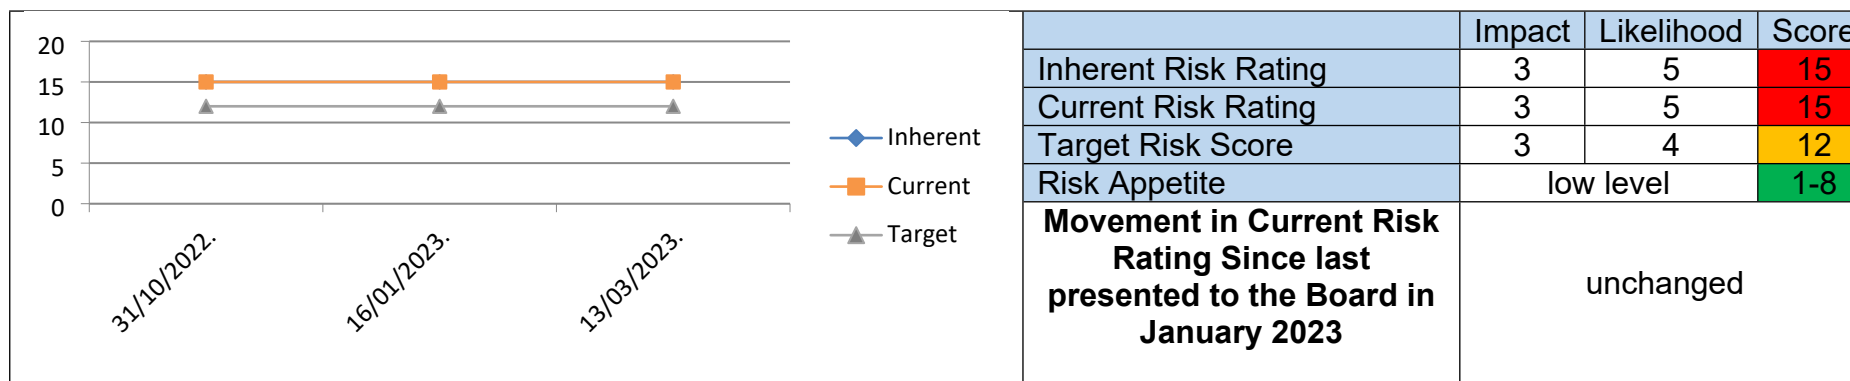 20
15
10
5
0
31/10/2022.
16/01/2023.
13/03/2023.
Inherent
Current
Target
Impact Likelihood Score
Inherent Risk Rating 3 5 15
Current Risk Rating 3 5 15
Target Risk Score 3 4 12
Risk Appetite low level 1-8
Movement in Current Risk
Rating Since last
presented to the Board in
January 2023
unchanged